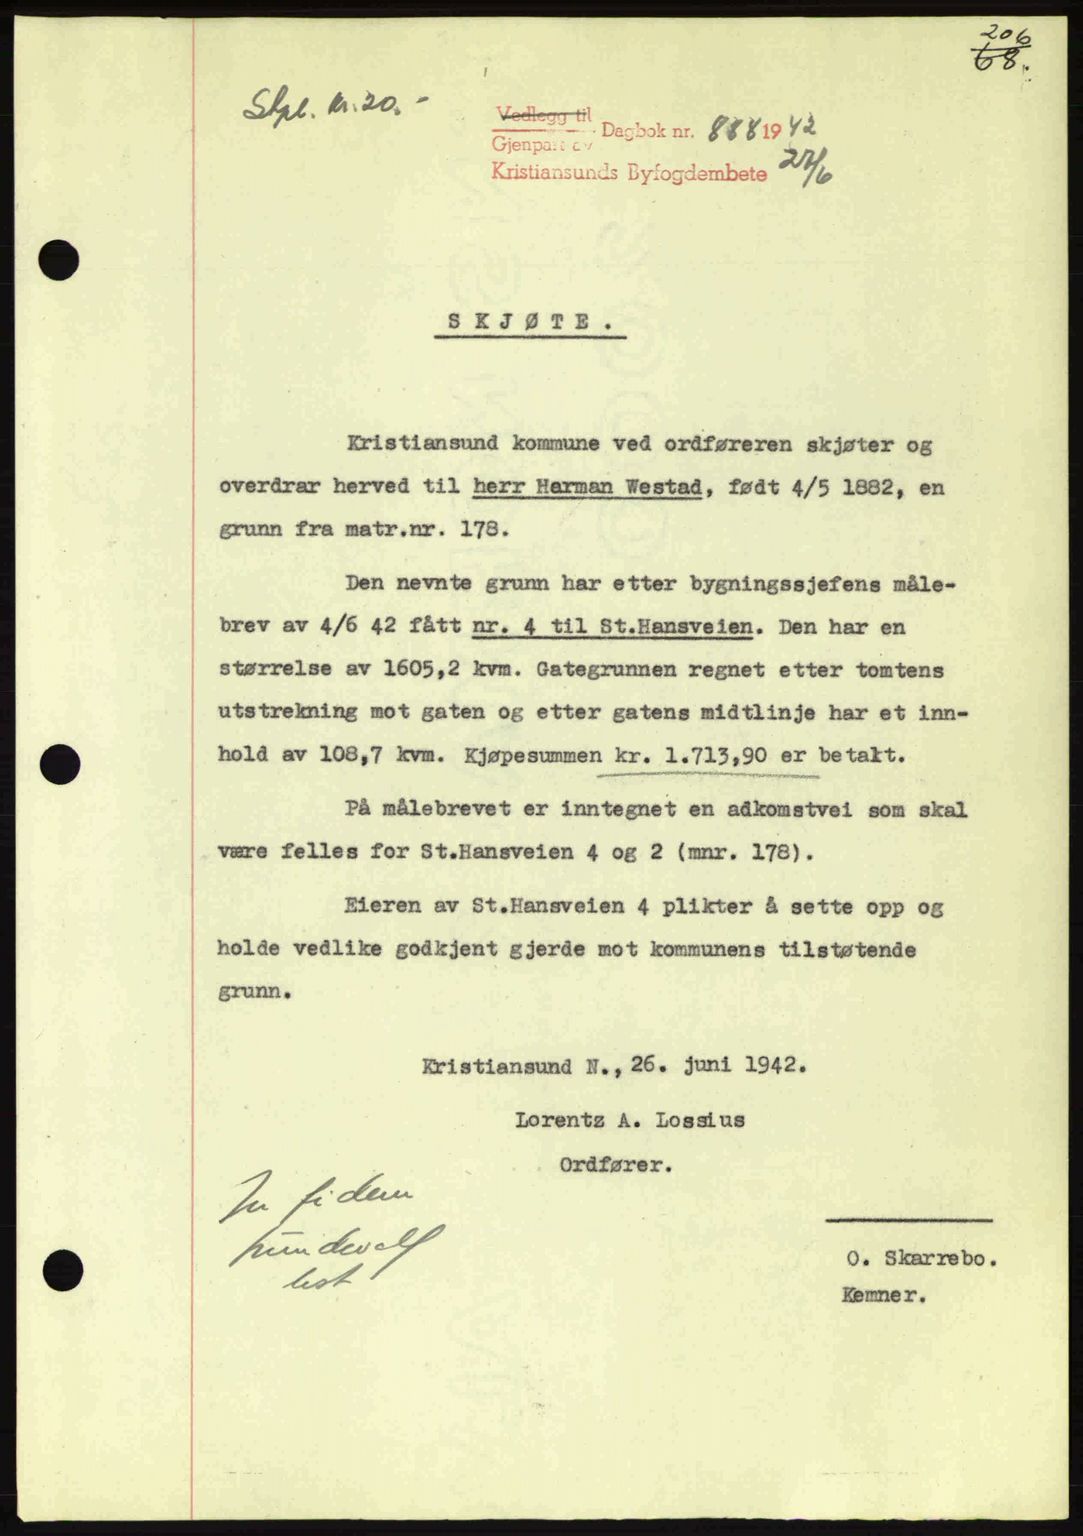 206
68.
Stpl. kr. 20.-
Vedlegg til
Gjenpart av
Dagbok nr. 888 1942
Kristiansunds Byfogdembete 27/6
SKJØTE.
Kristiansund kommune ved ordføreren skjøter og
overdrar herved til herr Herman Westad, født 4/5 1882, en
grunn fra matr.nr. 178.
Den nevnte grunn har etter bygningssjefens måle-
brev av 4/6 42 fått nr. 4 til St.Hansveien. Den har en
størrelse av 1605,2 kvm. Gategrunnen regnet etter tomtens
utstrekning mot gaten og etter gatens midtlinje har et inn-
hold av 108,7 kvm. Kjøpesummen kr. 1.713,90 er betalt.
På målebrevet er inntegnet en adkomstvei som skal
være felles for St.Hansveien 4 og 2 (mnr. 178).
Eieren av St.Hansveien 4 plikter å sette opp og
holde vedlike godkjent gjerde mot kommunens tilstøtende
grunn.
Kristiansund N., 26. juni 1942.
Lorentz A. Lossius
Ordfører.
In fidem
O. Skarrebo.
Kemner.